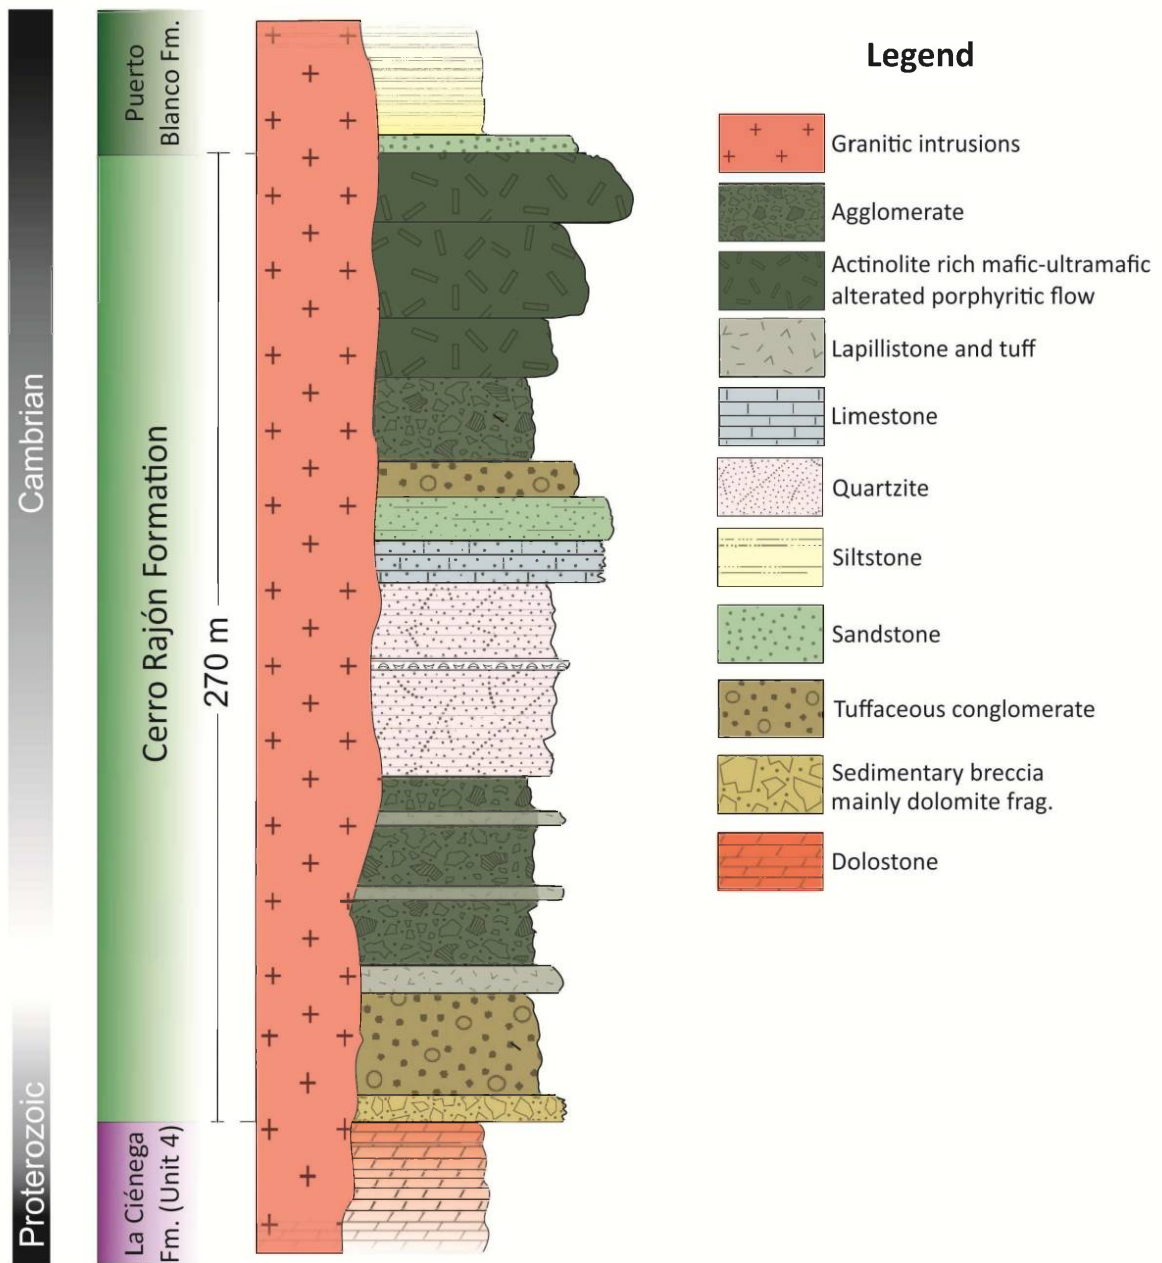 Cambrian
Proterozoic
Puerto
Blanco Fm.
Cerro Rajón Formation
La Ciénega
Fm. (Unit 4)
270 m
Legend
Granitic intrusions
Agglomerate
Actinolite rich mafic-ultramafic
alterated porphyritic flow
Lapillistone and tuff
Limestone
Quartzite
Siltstone
Sandstone
Tuffaceous conglomerate
Sedimentary breccia
mainly dolomite frag.
Dolostone